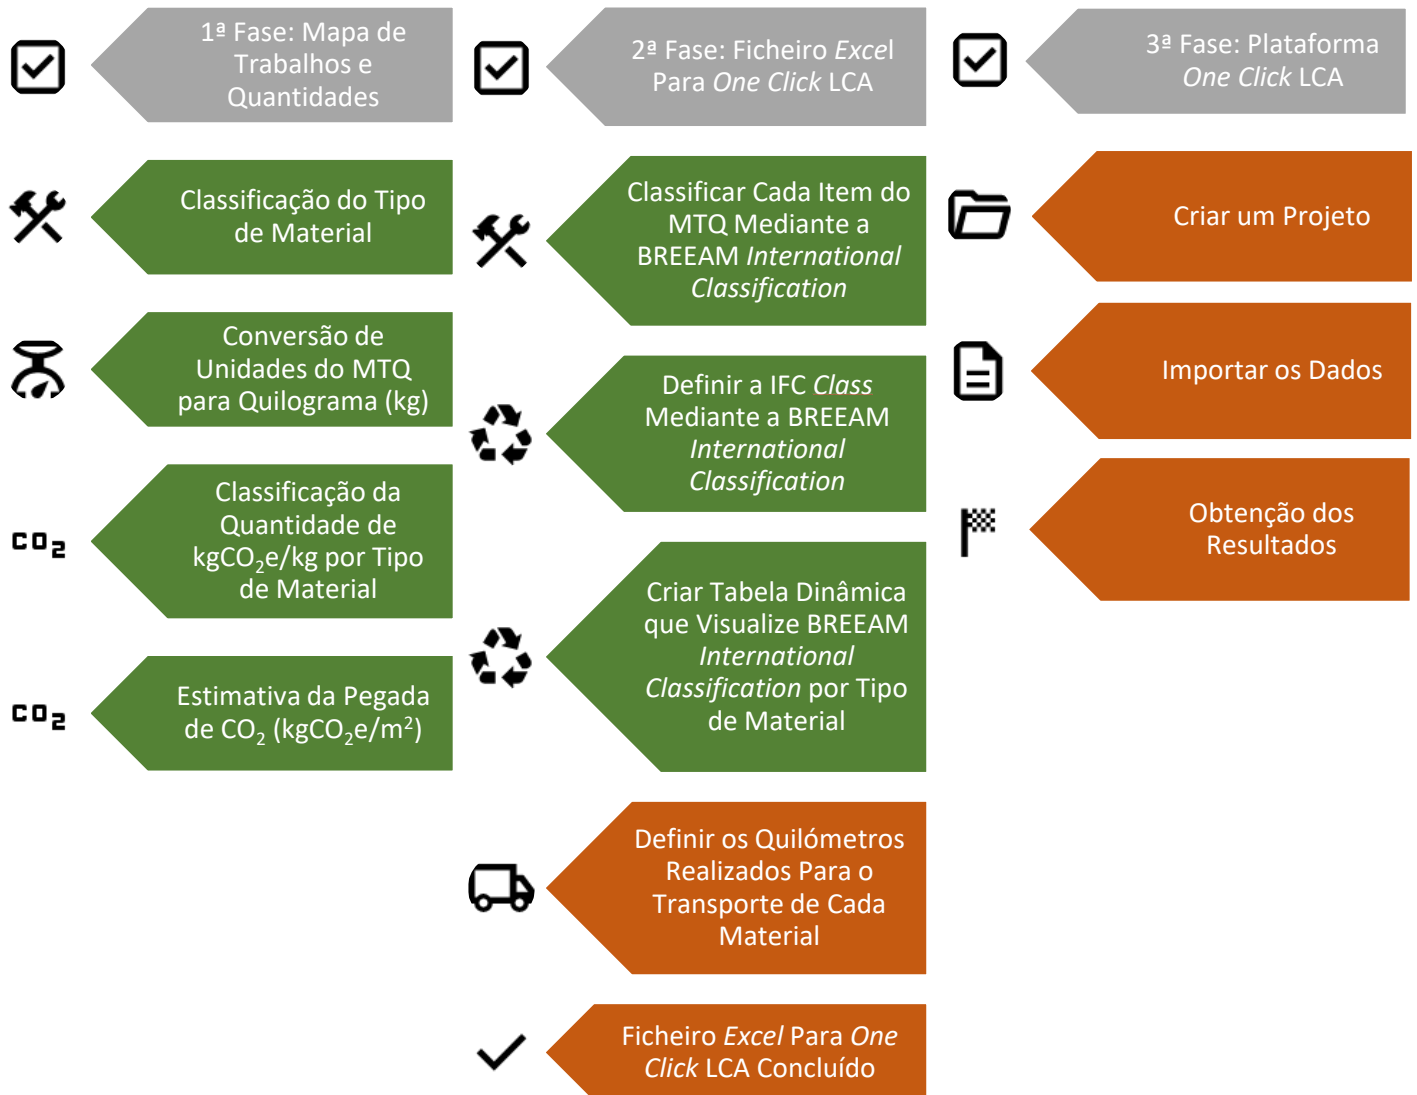 1ª Fase: Mapa de
Trabalhos e
Quantidades
Classificação do Tipo
de Material
Conversão de
Unidades do MTQ
para Quilograma (kg)
CO₂
Classificação da
Quantidade de
kgCO₂e/kg por Tipo
de Material
CO₂
Estimativa da Pegada
de CO₂ (kgCO₂e/m²)
2ª Fase: Ficheiro Excel
Para One Click LCA
Classificar Cada Item do
MTQ Mediante a
BREEAM International
Classification
Definir a IFC Class
Mediante a BREEAM
International
Classification
Criar Tabela Dinâmica
que Visualize BREEAM
International
Classification por Tipo
de Material
Definir os Quilómetros
Realizados Para o
Transporte de Cada
Material
Ficheiro Excel Para One
Click LCA Concluído
3ª Fase: Plataforma
One Click LCA
Criar um Projeto
Importar os Dados
Obtenção dos
Resultados